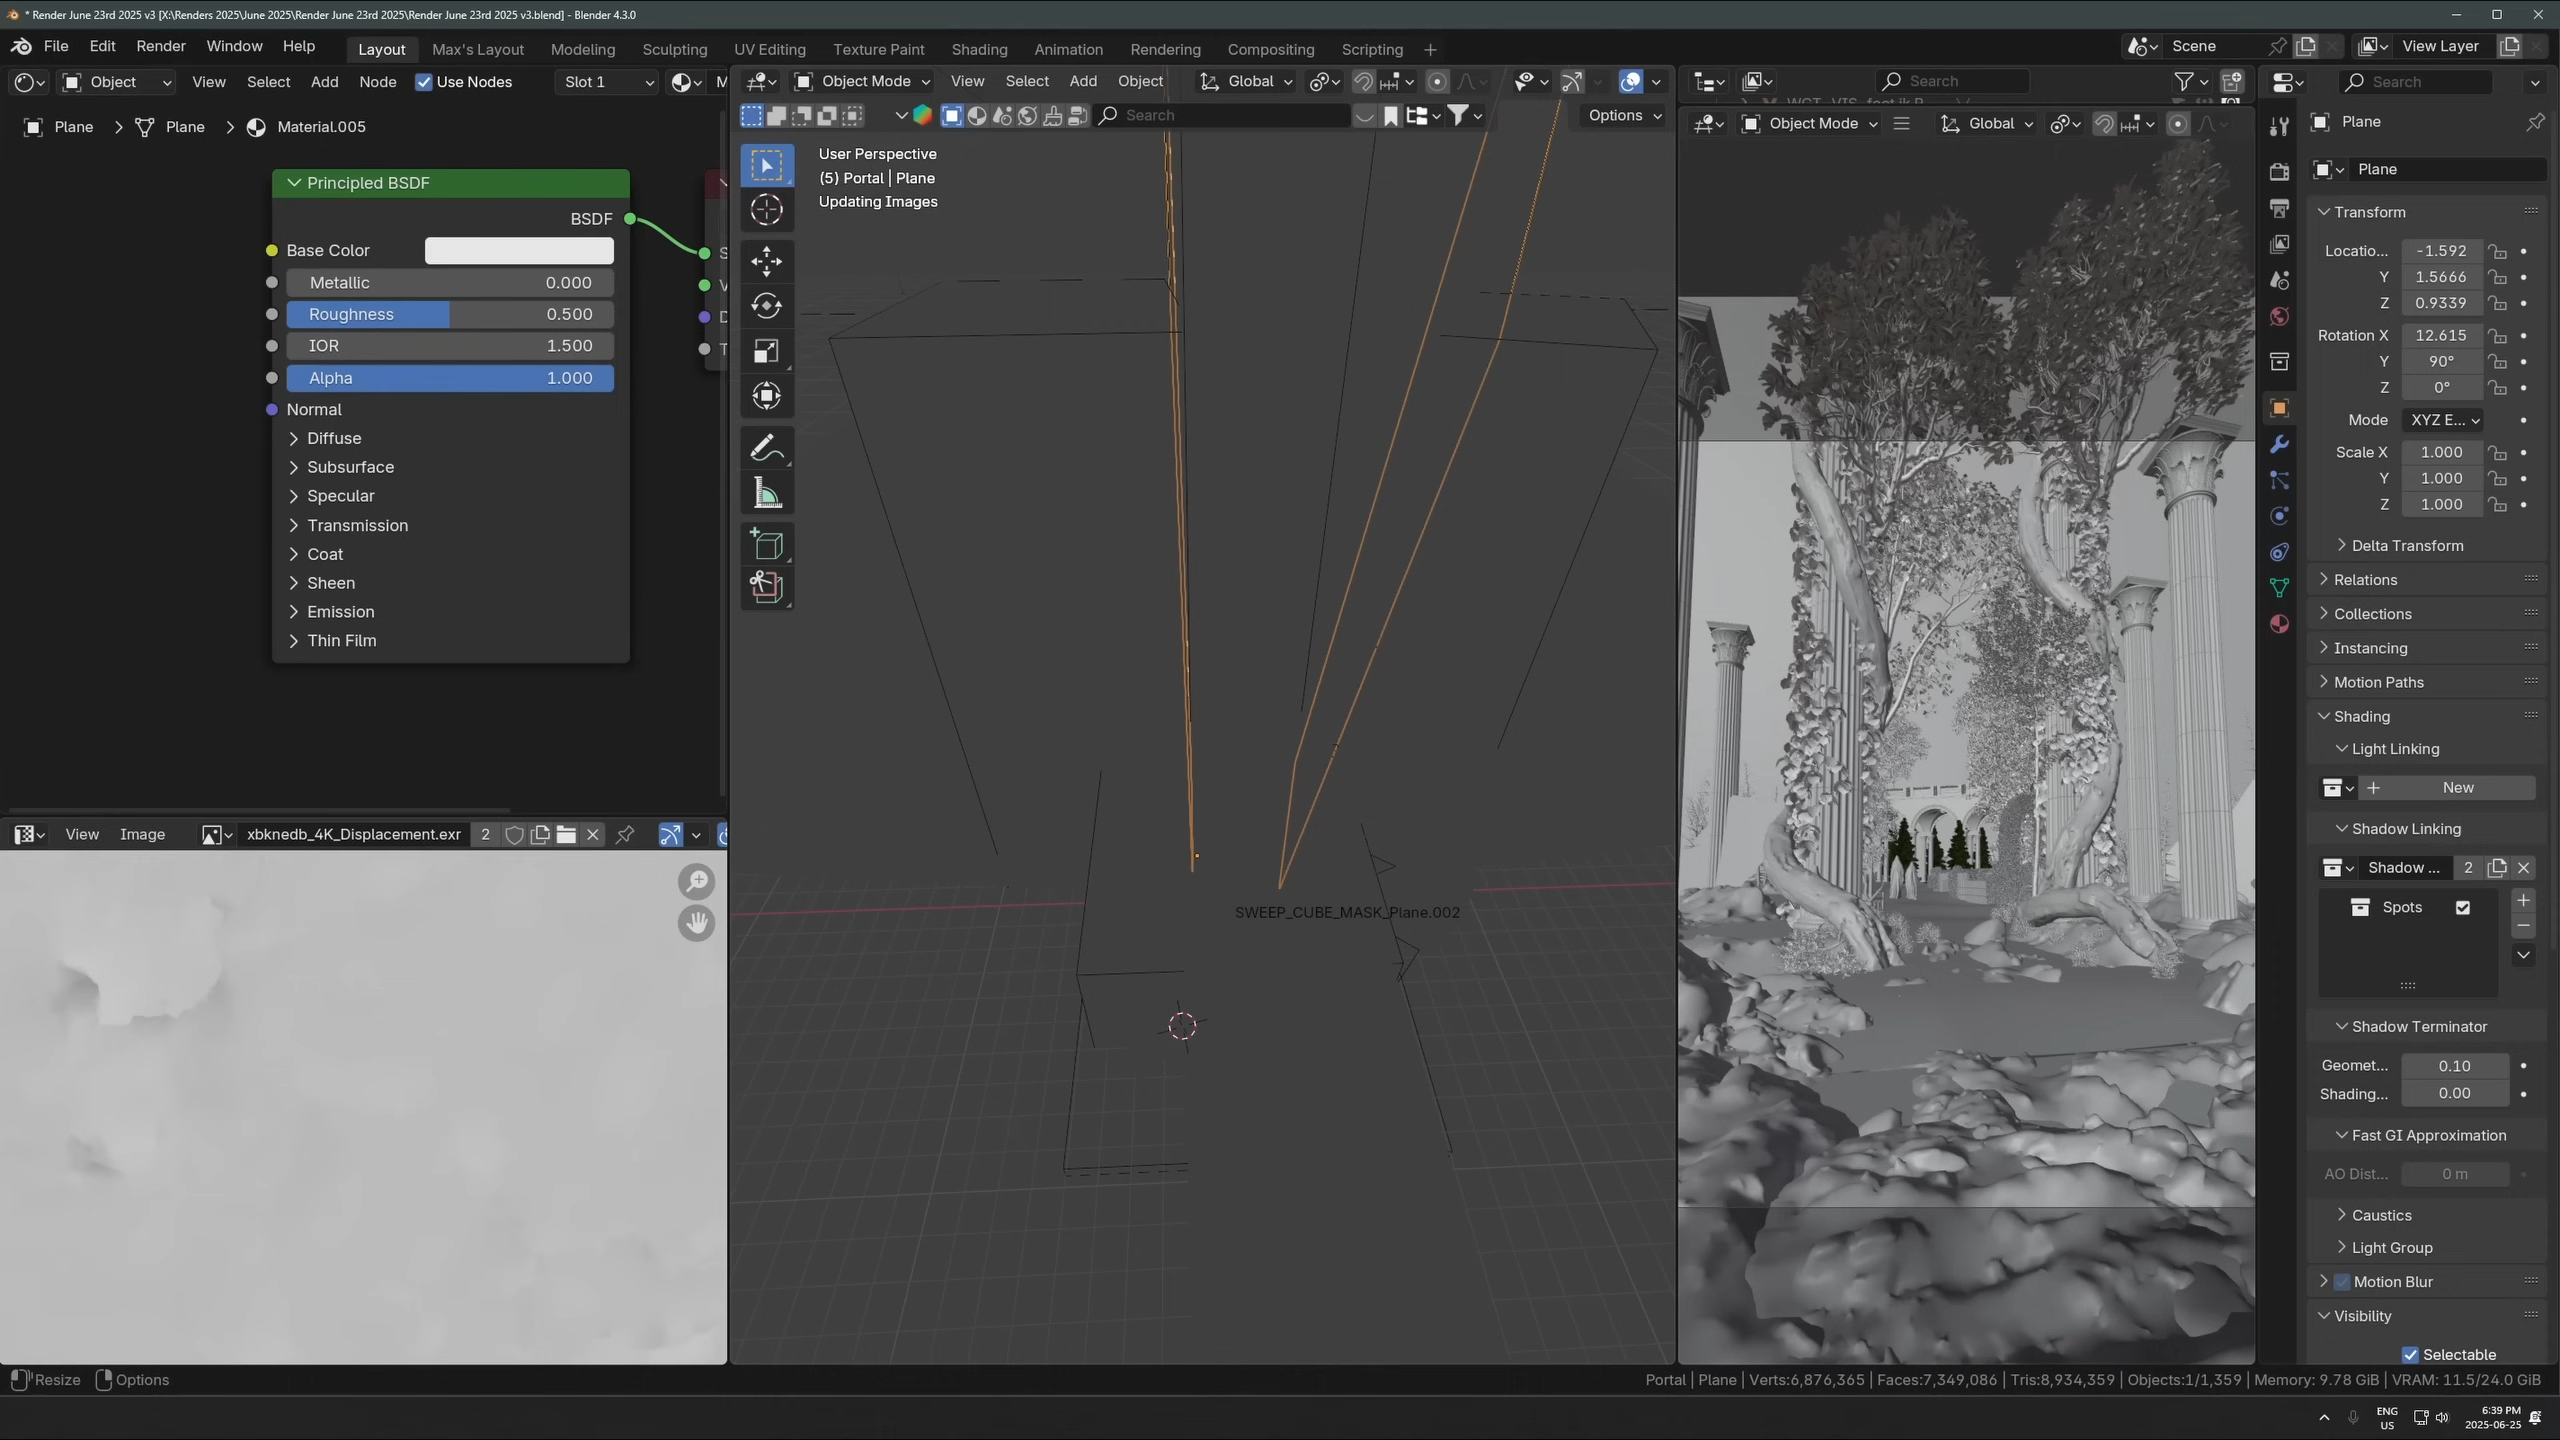 * Render June 23rd 2025 v3 [X:\Renders 2025\June 2025\Render June 23rd 2025\Render June 23rd 2025 v3.blend] - Blender 4.3.0
File Edit Render Window Help
Layout Max's Layout Modeling Sculpting UV Editing Texture Paint Shading Animation Rendering Compositing Scripting
Scene
View Layer
Object View Select Add Node Use Nodes Slot 1 M
Object Mode View Select Add Object Global
Search
Search
Search
Options
Plane > Plane > Material.005
Principled BSDF
BSDF
Base Color
Metallic 0.000
Roughness 0.500
IOR 1.500
Alpha 1.000
Normal
Diffuse
Subsurface
Specular
Transmission
Coat
Sheen
Emission
Thin Film
View Image xbknedb_4K_Displacement.exr 2
User Perspective
(5) Portal | Plane
Updating Images
SWEEP_CUBE_MASK_Plane.002
Object Mode Global
Plane
Plane
Transform
Locatio... -1.592
Y 1.5666
Z 0.9339
Rotation X 12.615
Y 90°
Z 0°
Mode XYZ E...
Scale X 1.000
Y 1.000
Z 1.000
Delta Transform
Relations
Collections
Instancing
Motion Paths
Shading
Light Linking
New
Shadow Linking
Shadow ... 2
Spots
Shadow Terminator
Geomet... 0.10
Shading... 0.00
Fast GI Approximation
AO Dist... 0 m
Caustics
Light Group
Motion Blur
Visibility
Selectable
Resize Options
Portal | Plane | Verts:6,876,365 | Faces:7,349,086 | Tris:8,934,359 | Objects:1/1,359 | Memory: 9.78 GiB | VRAM: 11.5/24.0 GiB
ENG
US
6:39 PM
2025-06-25